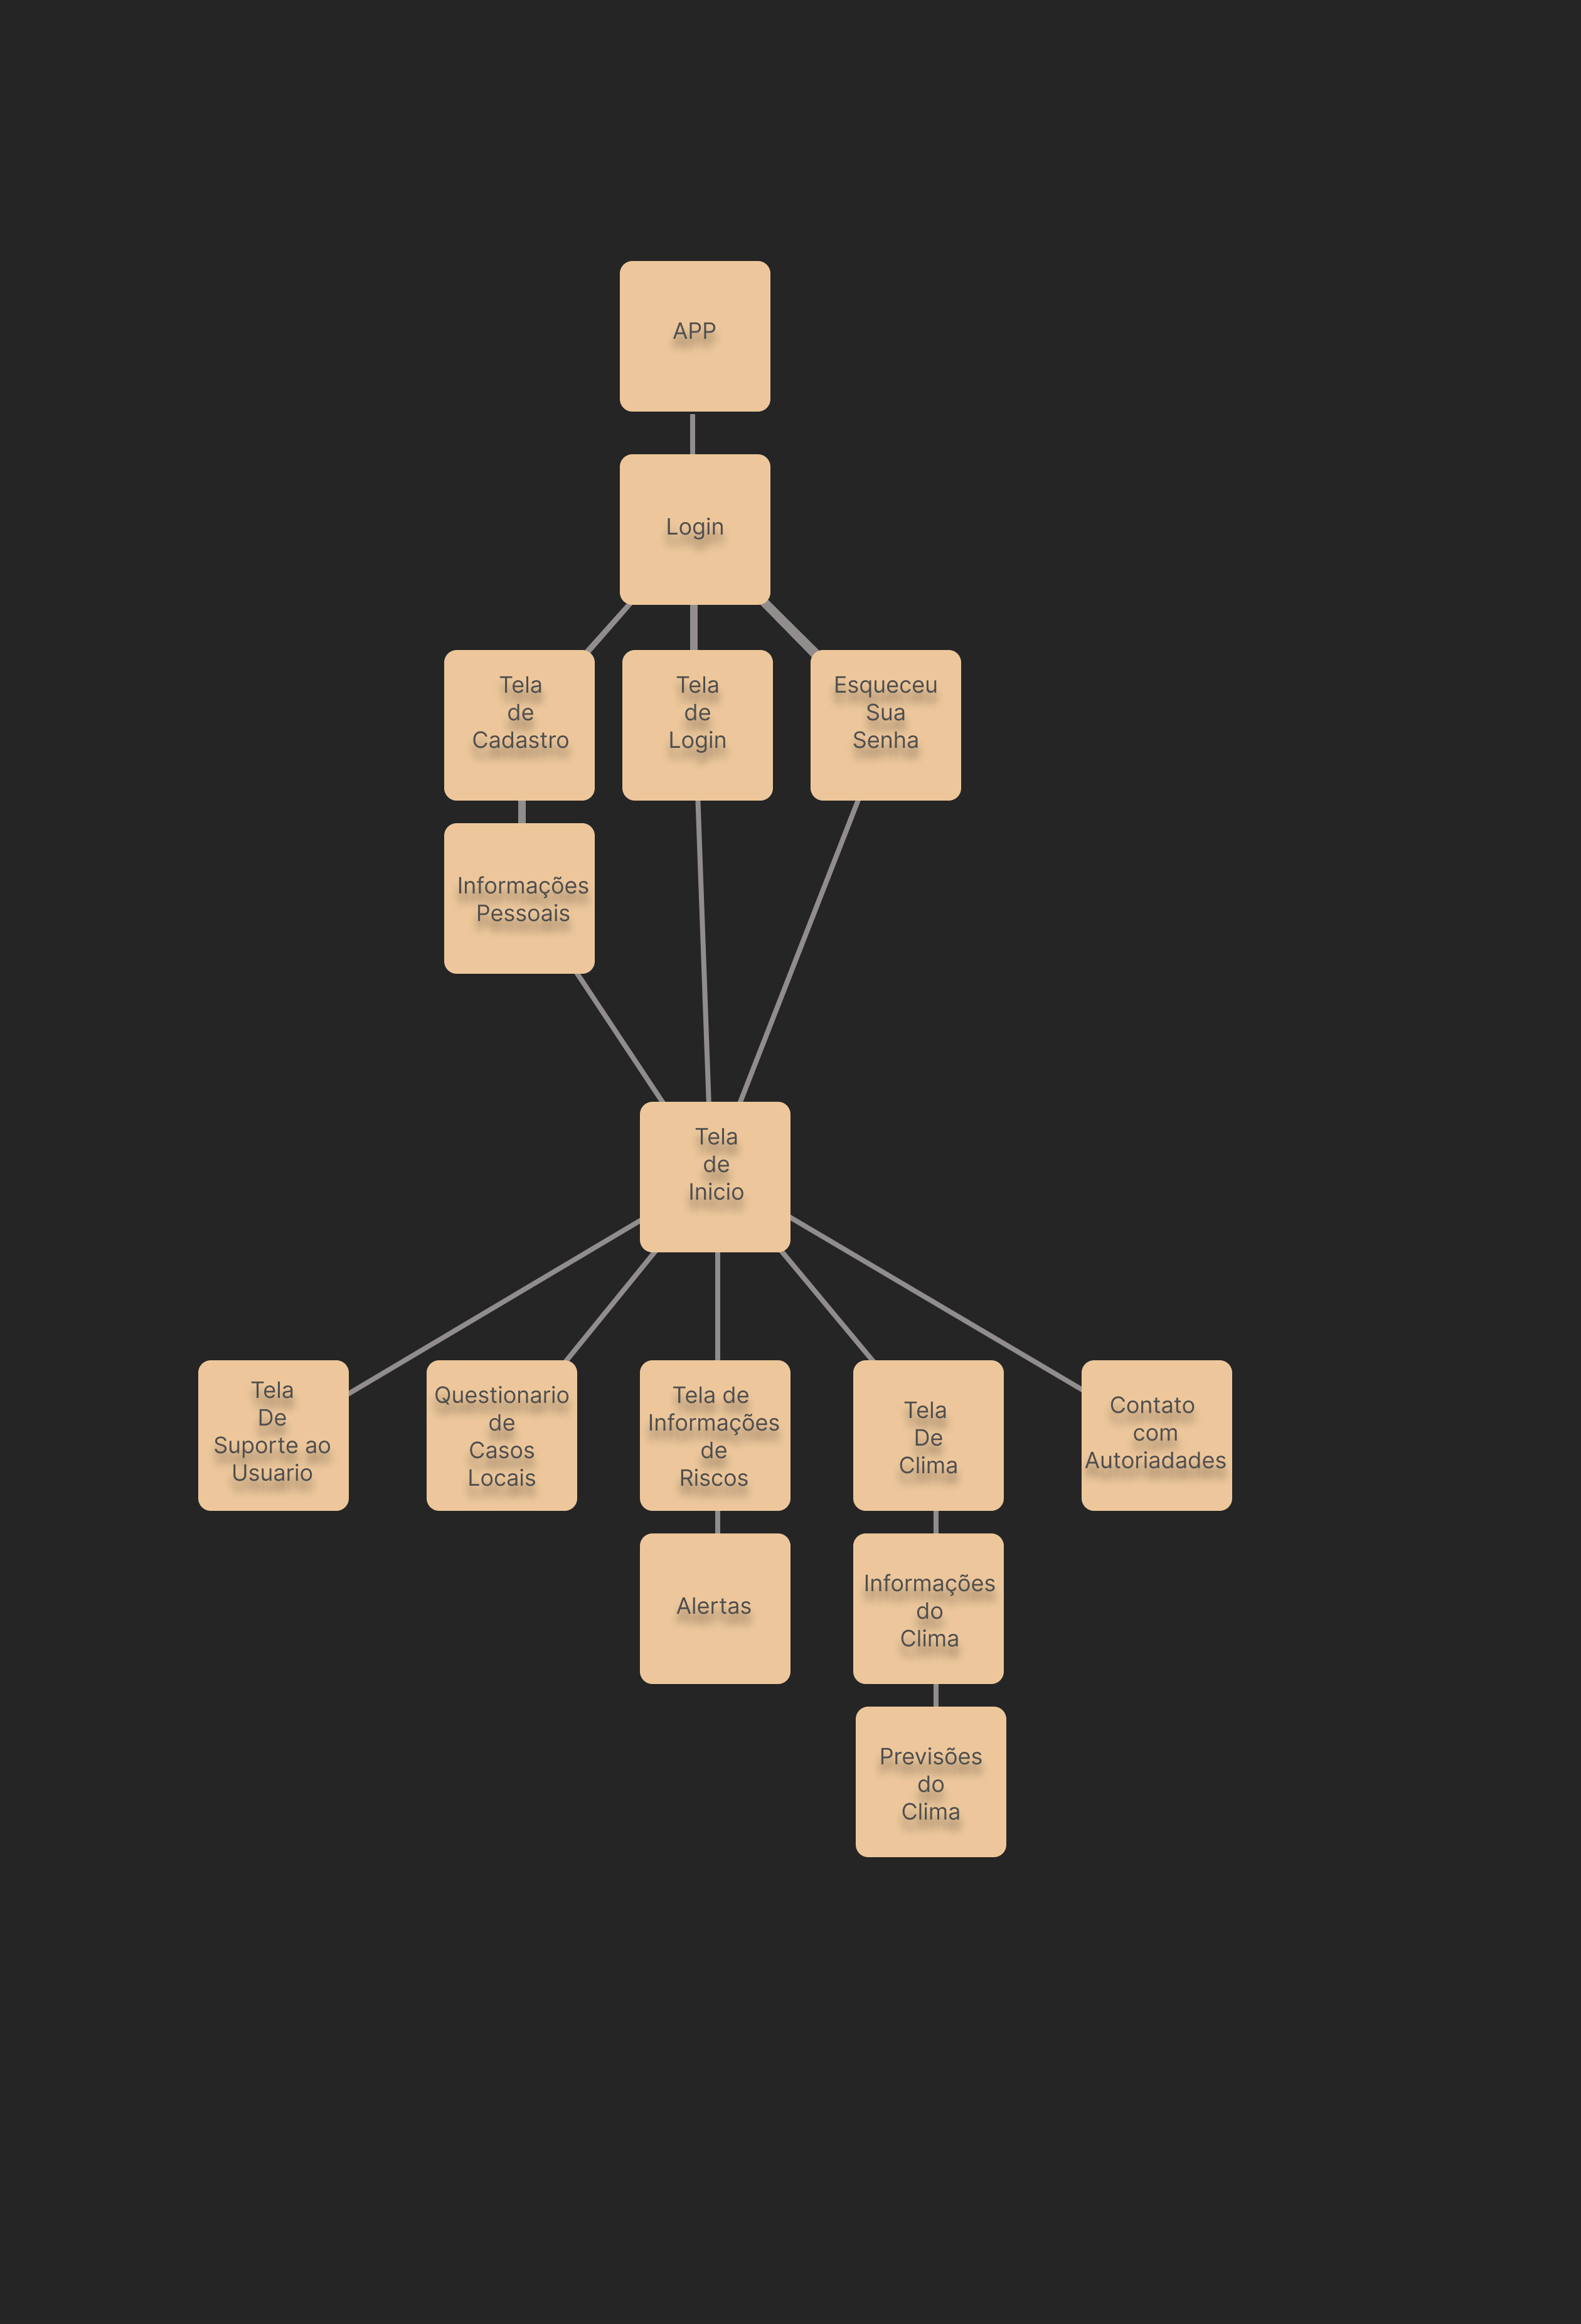 APP
Login
Tela
de
Cadastro
Tela
de
Login
Esqueceu
Sua
Senha
Informações
Pessoais
Tela
de
Inicio
Tela
De
Suporte ao
Usuario
Questionario
de
Casos
Locais
Tela de
Informações
de
Riscos
Tela
De
Clima
Contato
com
Autoriadades
Alertas
Informações
do
Clima
Previsões
do
Clima